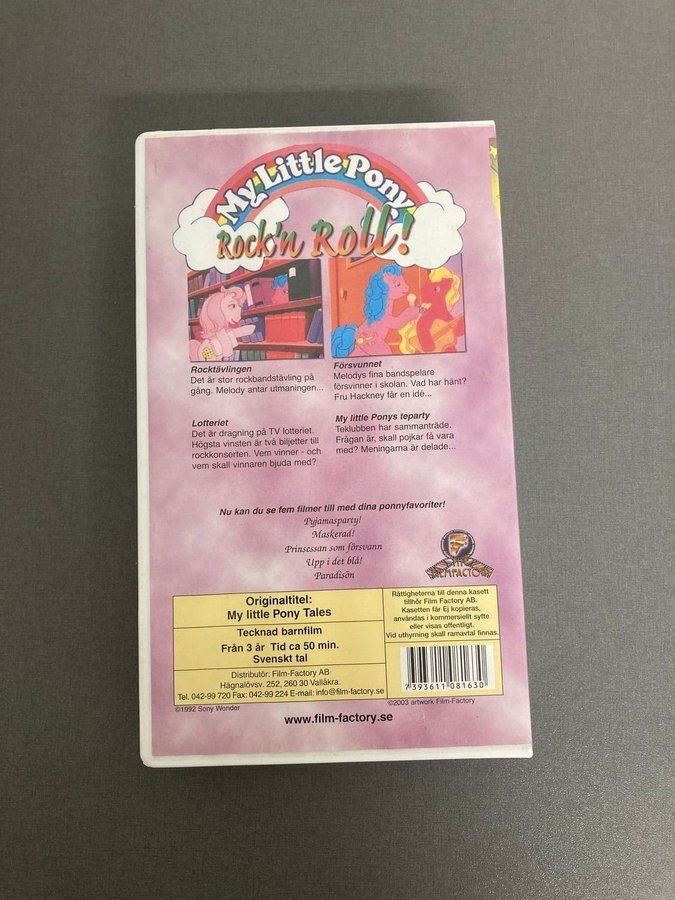 My Little Pony
Rock'n Roll!
Rocktävlingen
Det är stor rockbandstävling på
gång. Melody antar utmaningen...
Försvunnet
Melodys fina bandspelare
försvinner i skolan. Vad har hänt?
Fru Hackney får en idé...
Lotteriet
Det är dragning på TV lotteriet.
Högsta vinsten är två biljetter till
rockkonserten. Vem vinner - och
vem skall vinnaren bjuda med?
My little Ponys teparty
Teklubben har sammanträde.
Frågan är, skall pojkar få vara
med? Meningarna är delade...
Nu kan du se fem filmer till med dina ponnyfavoriter!
Pyjamasparty!
Maskerad!
Prinsessan som försvann
Upp i det blå!
Paradisön
FILMFACTORY
Originaltitel:
My little Pony Tales
Tecknad barnfilm
Från 3 år Tid ca 50 min.
Svenskt tal
Distributör: Film-Factory AB
Hägnalövsv. 252, 260 30 Vallåkra.
Tel. 042-99 720 Fax: 042-99 224 E-mail: info@film-factory.se
Rättigheterna till denna kasett
tillhör Film Factory AB.
Kasetten får Ej kopieras,
användas i kommersiellt syfte
eller visas offentligt.
Vid uthyrning skall ramavtal finnas.
7393611081630
©1992 Sony Wonder
©2003 artwork Film-Factory
www.film-factory.se